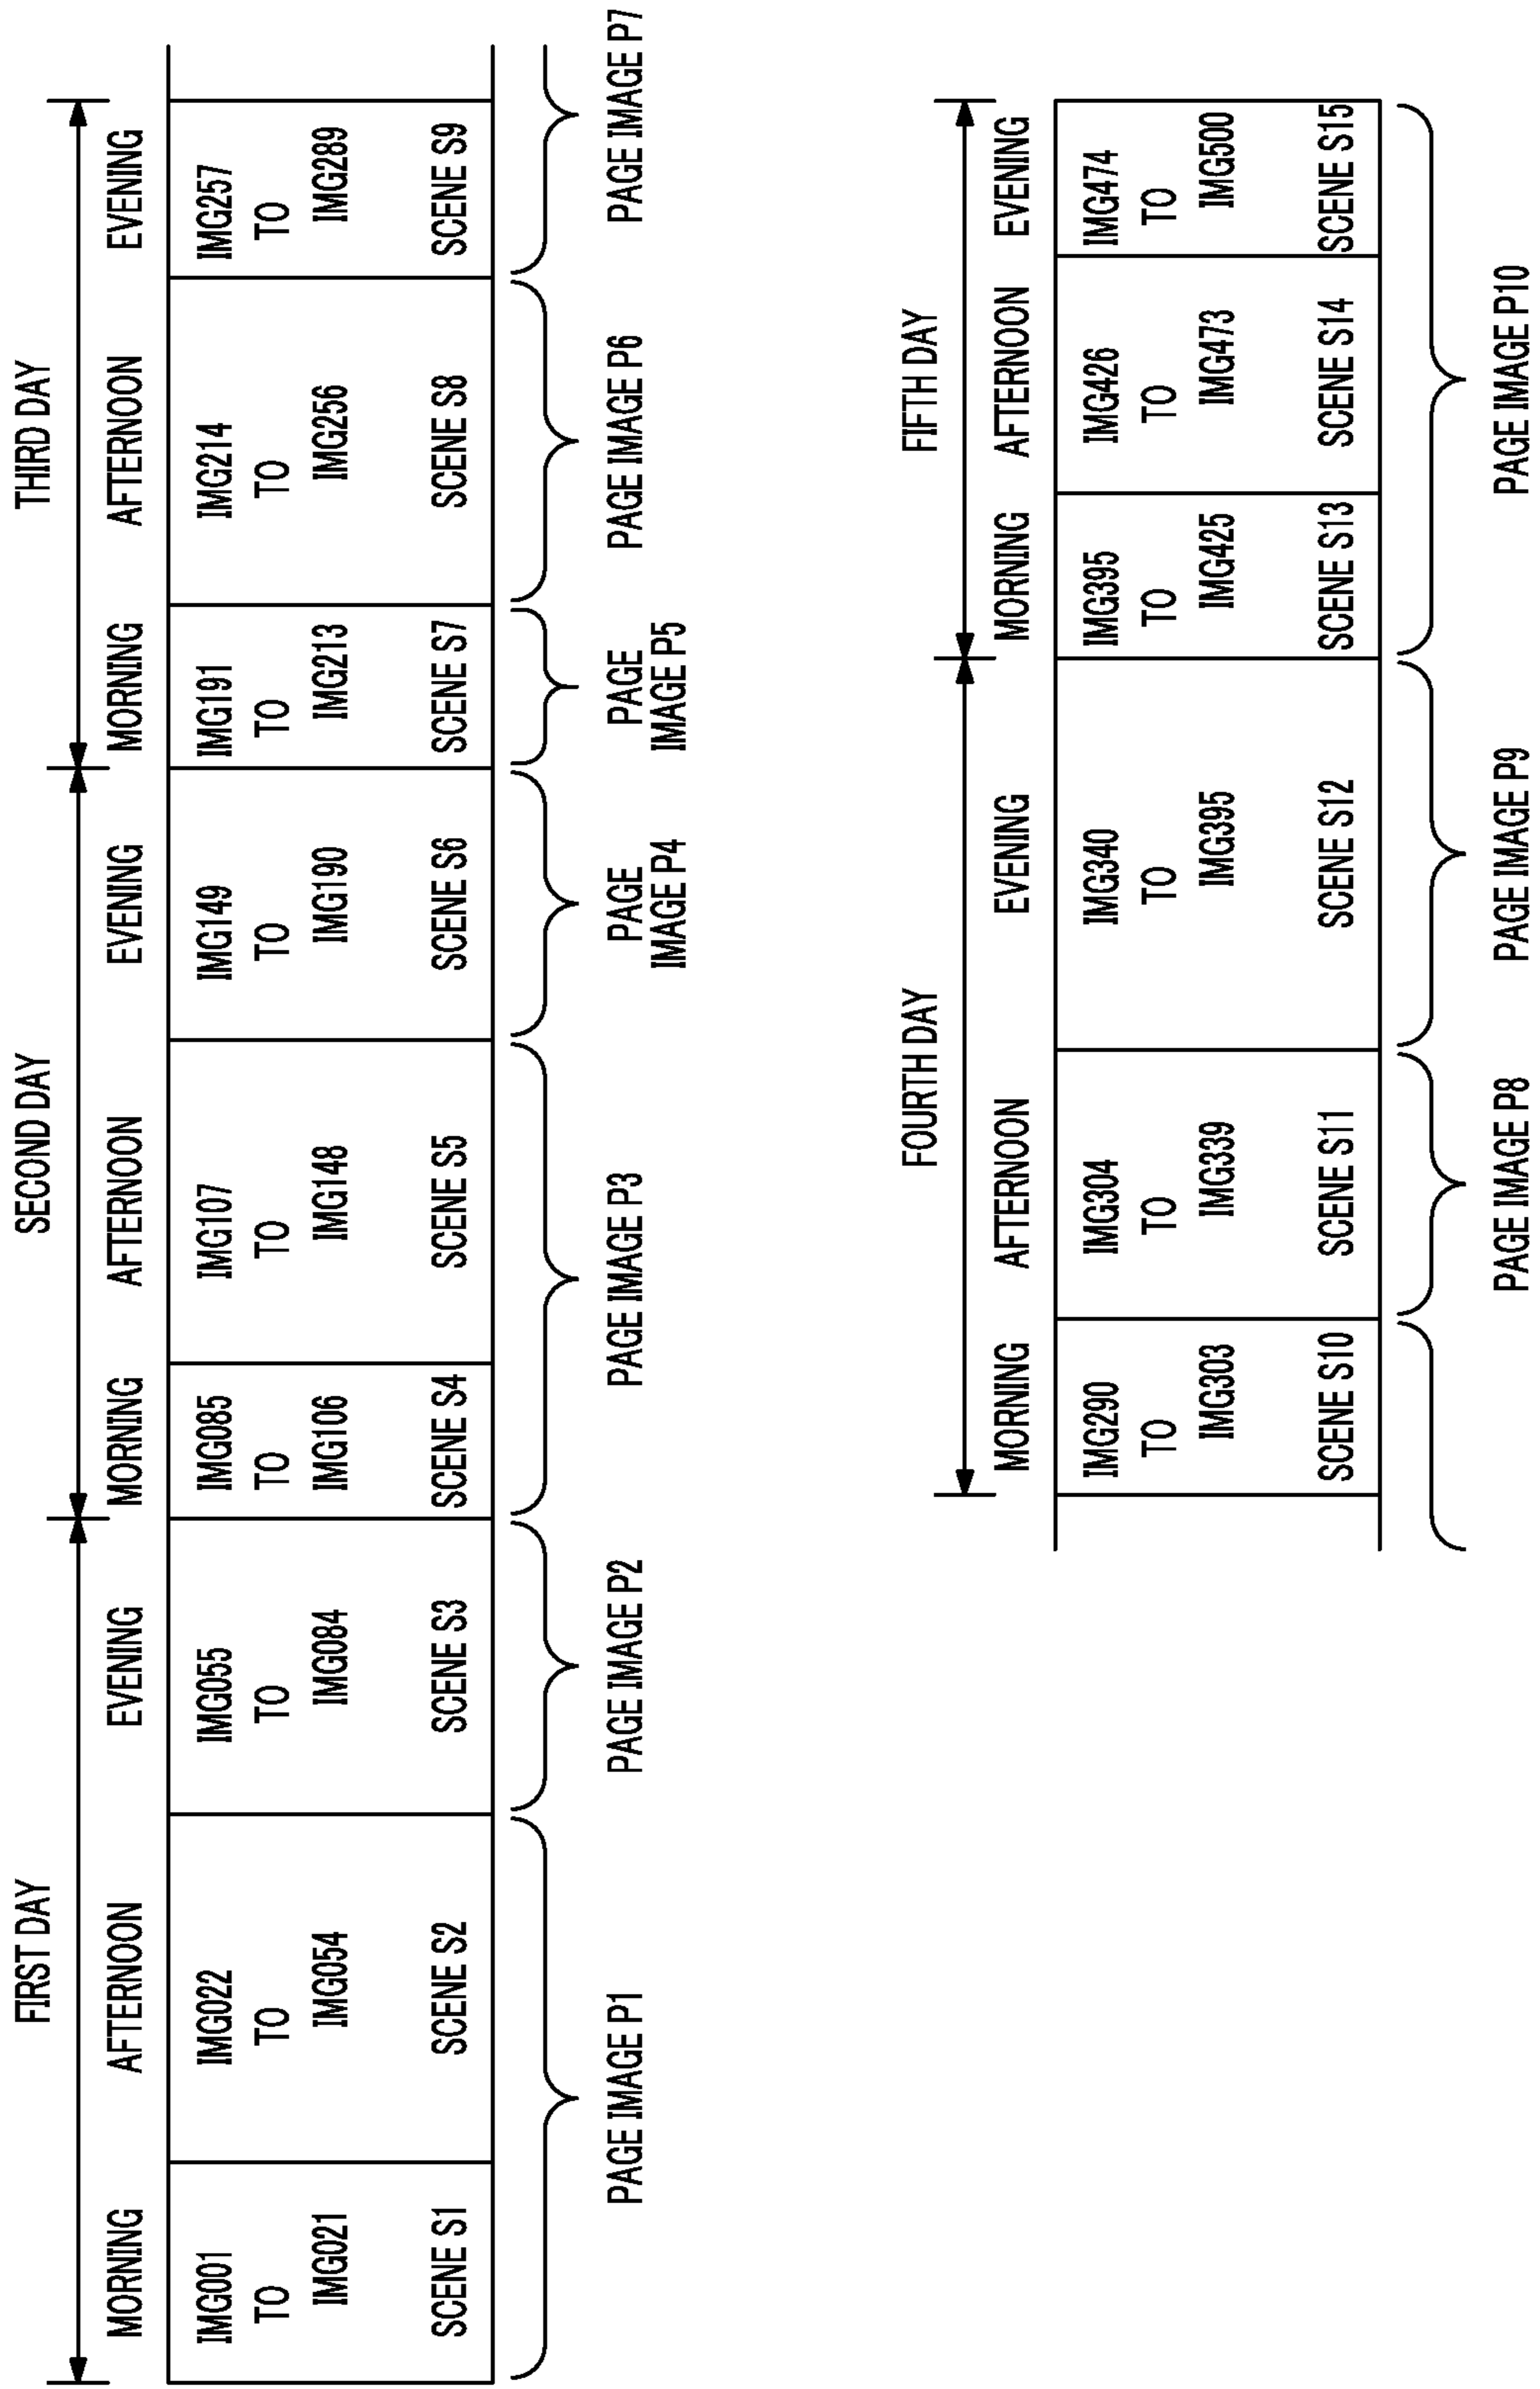 FIRST DAY
SECOND DAY
THIRD DAY
MORNING
AFTERNOON
EVENING
MORNING
AFTERNOON
EVENING
MORNING
AFTERNOON
EVENING
IMG001
TO
IMG021
SCENE S1
IMG022
TO
IMG054
SCENE S2
IMG055
TO
IMG084
SCENE S3
IMG085
TO
IMG106
SCENE S4
IMG107
TO
IMG148
SCENE S5
IMG149
TO
IMG190
SCENE S6
IMG191
TO
IMG213
SCENE S7
IMG214
TO
IMG256
SCENE S8
IMG257
TO
IMG289
SCENE S9
PAGE IMAGE P1
PAGE IMAGE P2
PAGE IMAGE P3
PAGE
IMAGE P4
PAGE
IMAGE P5
PAGE IMAGE P6
PAGE IMAGE P7
FOURTH DAY
FIFTH DAY
MORNING
AFTERNOON
EVENING
MORNING
AFTERNOON
EVENING
IMG290
TO
IMG303
SCENE S10
IMG304
TO
IMG339
SCENE S11
IMG340
TO
IMG395
SCENE S12
IMG395
TO
IMG425
SCENE S13
IMG426
TO
IMG473
SCENE S14
IMG474
TO
IMG500
SCENE S15
PAGE IMAGE P8
PAGE IMAGE P9
PAGE IMAGE P10